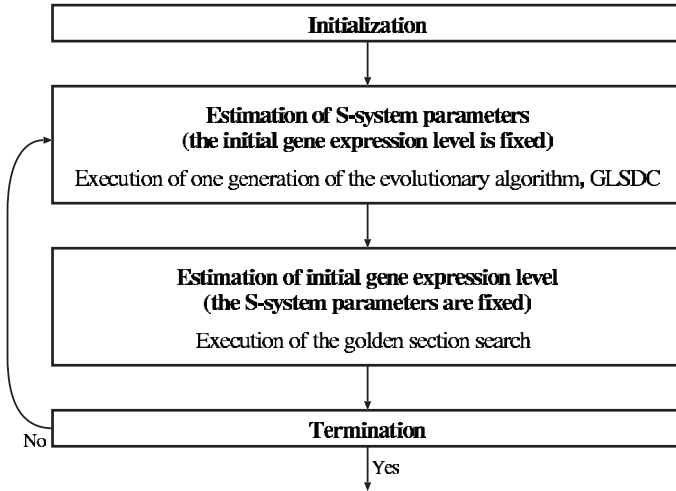 Initialization
Estimation of S-system parameters
(the initial gene expression level is fixed)
Execution of one generation of the evolutionary algorithm, GLSDC
Estimation of initial gene expression level
(the S-system parameters are fixed)
Execution of the golden section search
Termination
No
Yes